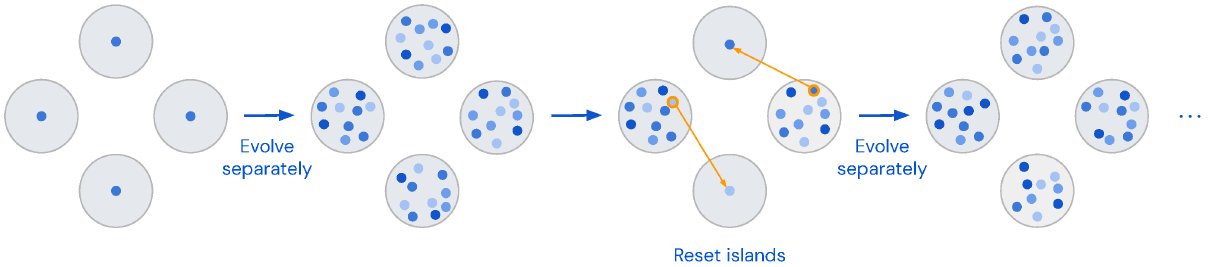 Evolve
separately
Reset islands
Evolve
separately
...